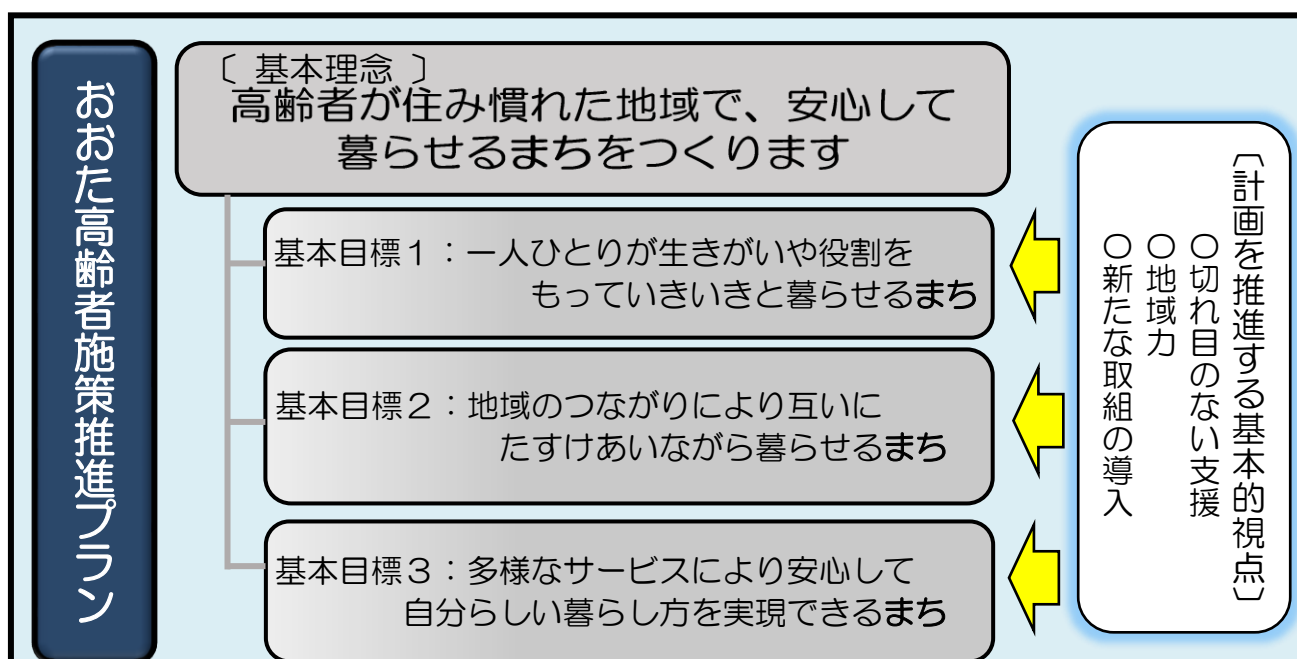 おおた高齢者施策推進プラン
〔 基本理念 〕
高齢者が住み慣れた地域で、安心して
暮らせるまちをつくります
基本目標１：一人ひとりが生きがいや役割を
もっていきいきと暮らせるまち
基本目標２：地域のつながりにより互いに
たすけあいながら暮らせるまち
基本目標３：多様なサービスにより安心して
自分らしい暮らし方を実現できるまち
〔計画を推進する基本的視点〕
〇切れ目のない支援
〇地域力
〇新たな取組の導入